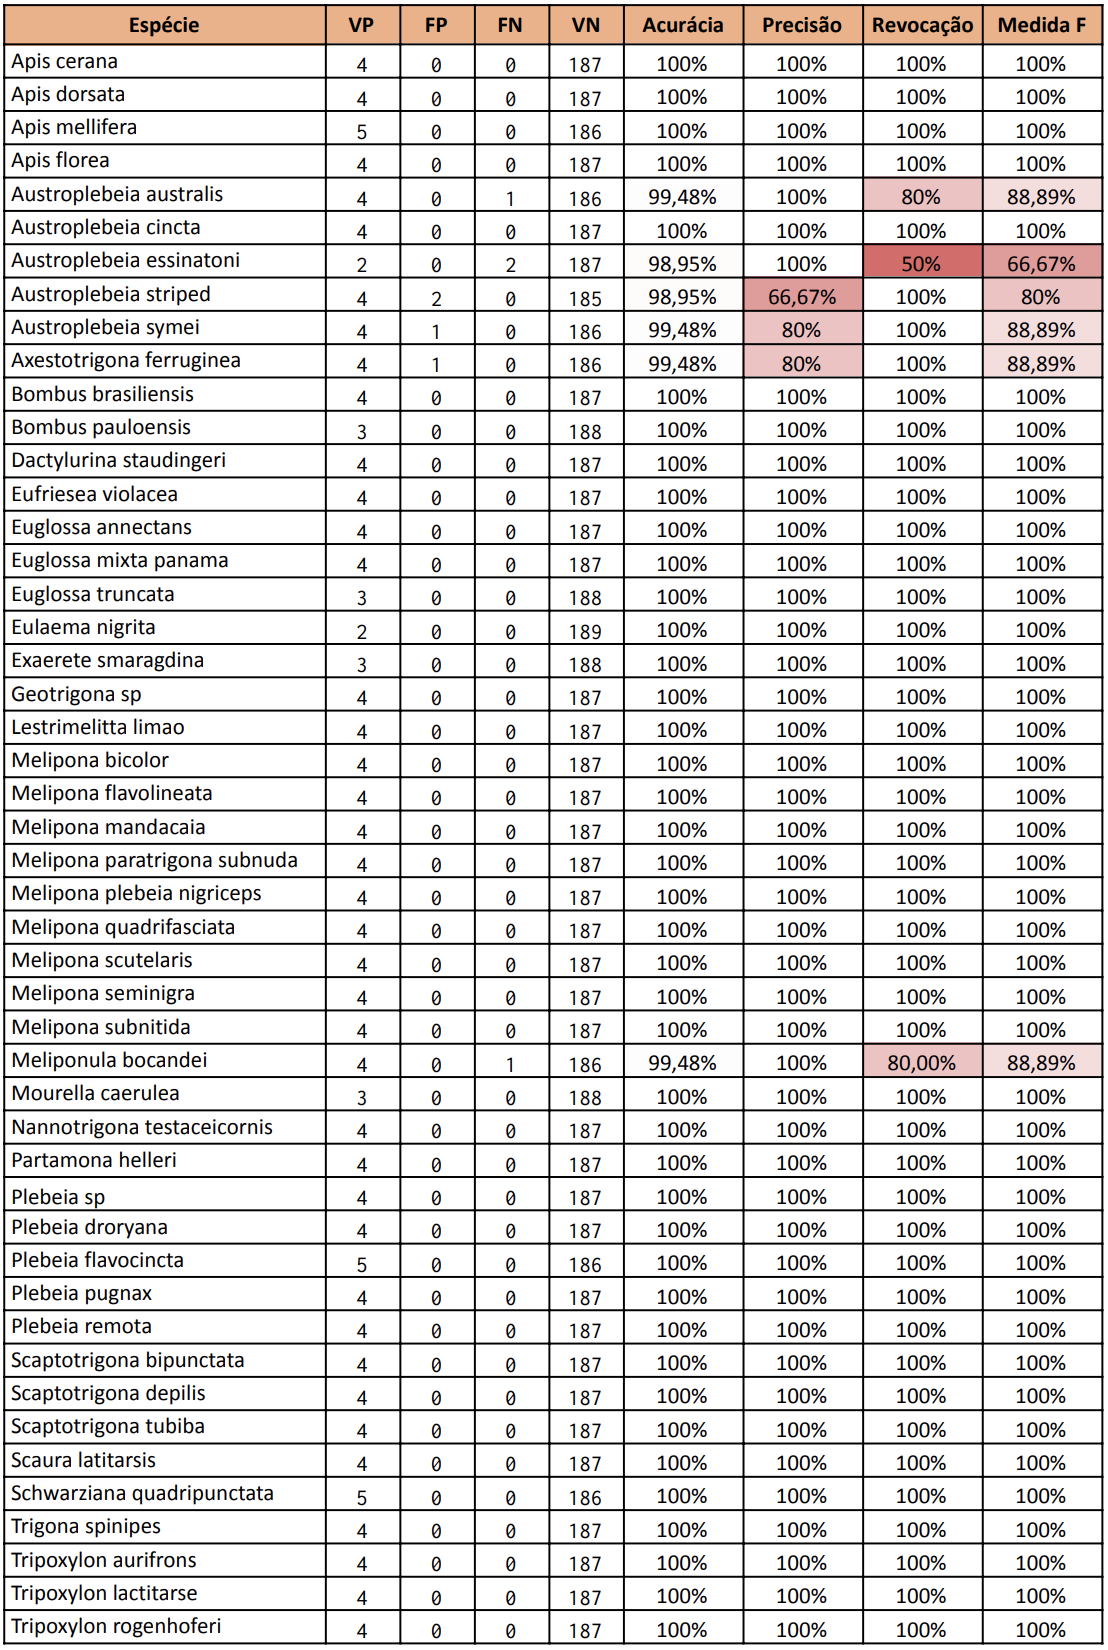 Espécie VP FP FN VN Acurácia Precisão Revocação Medida F
Apis cerana 4 0 0 187 100% 100% 100% 100%
Apis dorsata 4 0 0 187 100% 100% 100% 100%
Apis mellifera 5 0 0 186 100% 100% 100% 100%
Apis florea 4 0 0 187 100% 100% 100% 100%
Austroplebeia australis 4 0 1 186 99,48% 100% 80% 88,89%
Austroplebeia cincta 4 0 0 187 100% 100% 100% 100%
Austroplebeia essinatoni 2 0 2 187 98,95% 100% 50% 66,67%
Austroplebeia striped 4 2 0 185 98,95% 66,67% 100% 80%
Austroplebeia symei 4 1 0 186 99,48% 80% 100% 88,89%
Axestotrigona ferruginea 4 1 0 186 99,48% 80% 100% 88,89%
Bombus brasiliensis 4 0 0 187 100% 100% 100% 100%
Bombus pauloensis 3 0 0 188 100% 100% 100% 100%
Dactylurina staudingeri 4 0 0 187 100% 100% 100% 100%
Eufriesea violacea 4 0 0 187 100% 100% 100% 100%
Euglossa annectans 4 0 0 187 100% 100% 100% 100%
Euglossa mixta panama 4 0 0 187 100% 100% 100% 100%
Euglossa truncata 3 0 0 188 100% 100% 100% 100%
Eulaema nigrita 2 0 0 189 100% 100% 100% 100%
Exaerete smaragdina 3 0 0 188 100% 100% 100% 100%
Geotrigona sp 4 0 0 187 100% 100% 100% 100%
Lestrimelitta limao 4 0 0 187 100% 100% 100% 100%
Melipona bicolor 4 0 0 187 100% 100% 100% 100%
Melipona flavolineata 4 0 0 187 100% 100% 100% 100%
Melipona mandacaia 4 0 0 187 100% 100% 100% 100%
Melipona paratrigona subnuda 4 0 0 187 100% 100% 100% 100%
Melipona plebeia nigriceps 4 0 0 187 100% 100% 100% 100%
Melipona quadrifasciata 4 0 0 187 100% 100% 100% 100%
Melipona scutelaris 4 0 0 187 100% 100% 100% 100%
Melipona seminigra 4 0 0 187 100% 100% 100% 100%
Melipona subnitida 4 0 0 187 100% 100% 100% 100%
Meliponula bocandei 4 0 1 186 99,48% 100% 80,00% 88,89%
Mourella caerulea 3 0 0 188 100% 100% 100% 100%
Nannotrigona testaceicornis 4 0 0 187 100% 100% 100% 100%
Partamona helleri 4 0 0 187 100% 100% 100% 100%
Plebeia sp 4 0 0 187 100% 100% 100% 100%
Plebeia droryana 4 0 0 187 100% 100% 100% 100%
Plebeia flavocincta 5 0 0 186 100% 100% 100% 100%
Plebeia pugnax 4 0 0 187 100% 100% 100% 100%
Plebeia remota 4 0 0 187 100% 100% 100% 100%
Scaptotrigona bipunctata 4 0 0 187 100% 100% 100% 100%
Scaptotrigona depilis 4 0 0 187 100% 100% 100% 100%
Scaptotrigona tubiba 4 0 0 187 100% 100% 100% 100%
Scaura latitarsis 4 0 0 187 100% 100% 100% 100%
Schwarziana quadripunctata 5 0 0 186 100% 100% 100% 100%
Trigona spinipes 4 0 0 187 100% 100% 100% 100%
Tripoxylon aurifrons 4 0 0 187 100% 100% 100% 100%
Tripoxylon lactitarse 4 0 0 187 100% 100% 100% 100%
Tripoxylon rogenhoferi 4 0 0 187 100% 100% 100% 100%